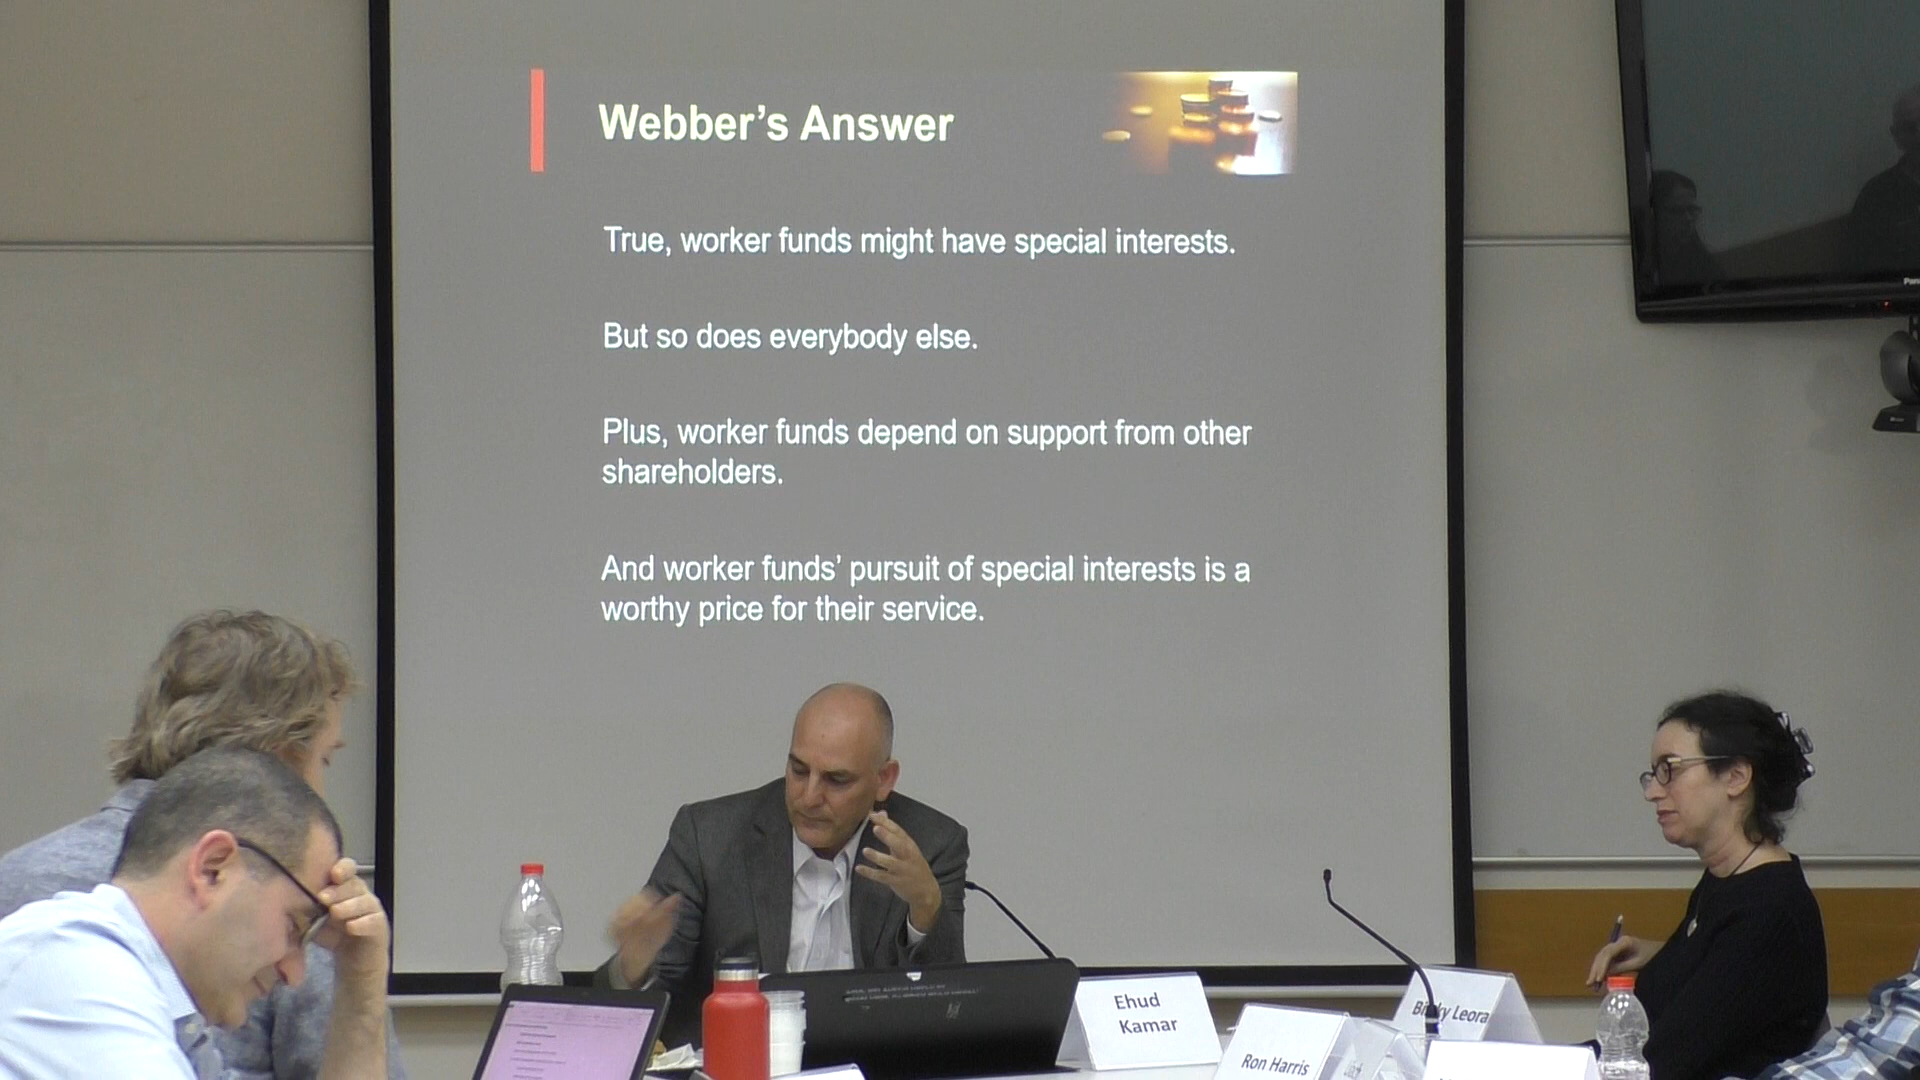 Webber's Answer
True, worker funds might have special interests.
But so does everybody else.
Plus, worker funds depend on support from other
shareholders.
And worker funds' pursuit of special interests is a
worthy price for their service.
Ehud
Kamar
Leora
Ron Harris